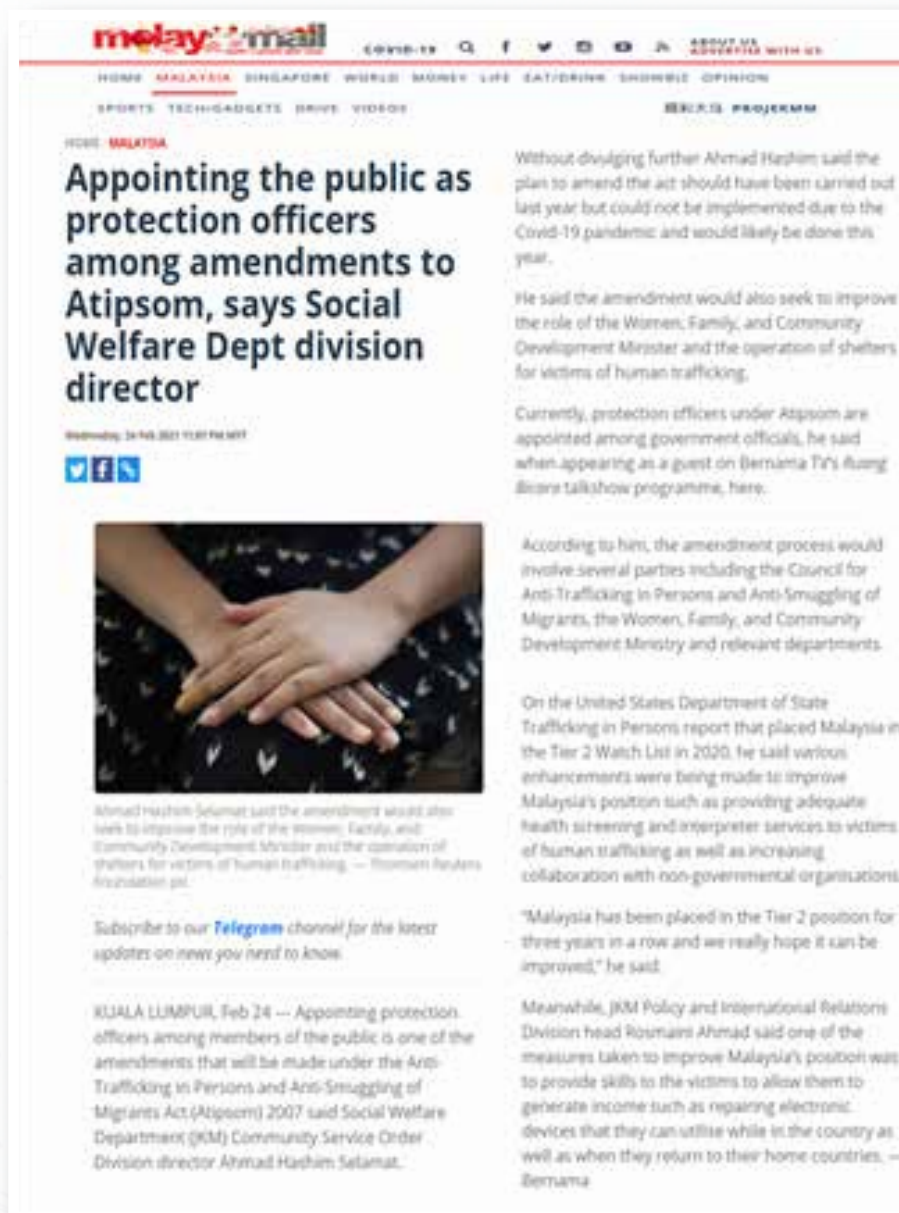 malay mail
COVID-19
ABOUT US
ADVERTISE WITH US
HOME MALAYSIA SINGAPORE WORLD MONEY LIFE EAT/DRINK SHOWBIZ OPINION
SPORTS TECH/GADGETS DRIVE VIDEOS
PROJEKMM
HOME MALAYSIA
Appointing the public as
protection officers
among amendments to
Atipsom, says Social
Welfare Dept division
director
Wednesday, 24 Feb 2021 11:07 PM MYT
Ahmad Hashim Selamat said the amendment would also
seek to improve the role of the Women, Family, and
Community Development Minister and the operation of
shelters for victims of human trafficking. — Thomson Reuters
Foundation pic
Subscribe to our Telegram channel for the latest
updates on news you need to know.
KUALA LUMPUR, Feb 24 — Appointing protection
officers among members of the public is one of the
amendments that will be made under the Anti-
Trafficking in Persons and Anti-Smuggling of
Migrants Act (Atipsom) 2007 said Social Welfare
Department (JKM) Community Service Order
Division director Ahmad Hashim Selamat.
Without divulging further Ahmad Hashim said the
plan to amend the act should have been carried out
last year but could not be implemented due to the
Covid-19 pandemic and would likely be done this
year.
He said the amendment would also seek to improve
the role of the Women, Family, and Community
Development Minister and the operation of shelters
for victims of human trafficking.
Currently, protection officers under Atipsom are
appointed among government officials, he said
when appearing as a guest on Bernama TV's Ruang
Bicara talkshow programme, here.
According to him, the amendment process would
involve several parties including the Council for
Anti-Trafficking in Persons and Anti-Smuggling of
Migrants, the Women, Family, and Community
Development Ministry and relevant departments.
On the United States Department of State
Trafficking in Persons report that placed Malaysia in
the Tier 2 Watch List in 2020, he said various
enhancements were being made to improve
Malaysia's position such as providing adequate
health screening and interpreter services to victims
of human trafficking as well as increasing
collaboration with non-governmental organisations.
"Malaysia has been placed in the Tier 2 position for
three years in a row and we really hope it can be
improved," he said.
Meanwhile, JKM Policy and International Relations
Division head Rosmaini Ahmad said one of the
measures taken to improve Malaysia's position was
to provide skills to the victims to allow them to
generate income such as repairing electronic
devices that they can utilise while in the country as
well as when they return to their home countries. —
Bernama